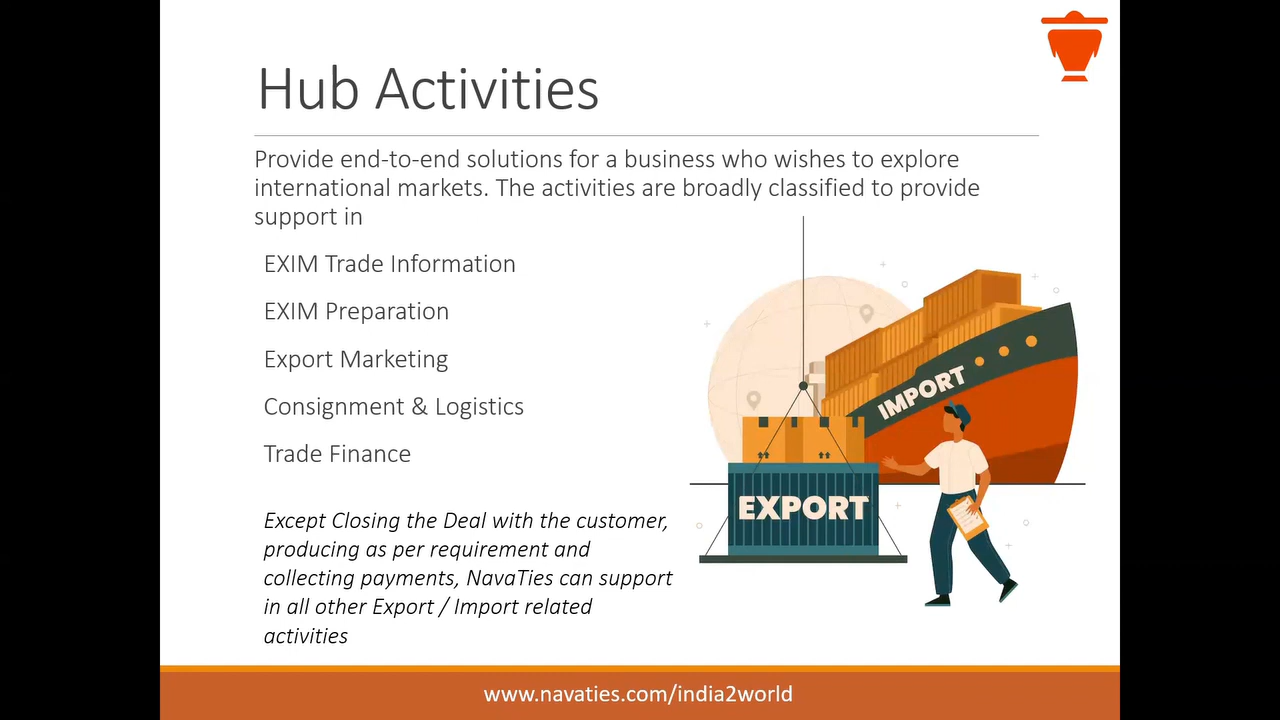 Hub Activities
Provide end-to-end solutions for a business who wishes to explore
international markets. The activities are broadly classified to provide
support in
EXIM Trade Information
EXIM Preparation
Export Marketing
Consignment & Logistics
Trade Finance
Except Closing the Deal with the customer,
producing as per requirement and
collecting payments, NavaTies can support
in all other Export / Import related
activities
IMPORT
EXPORT
www.navaties.com/india2world